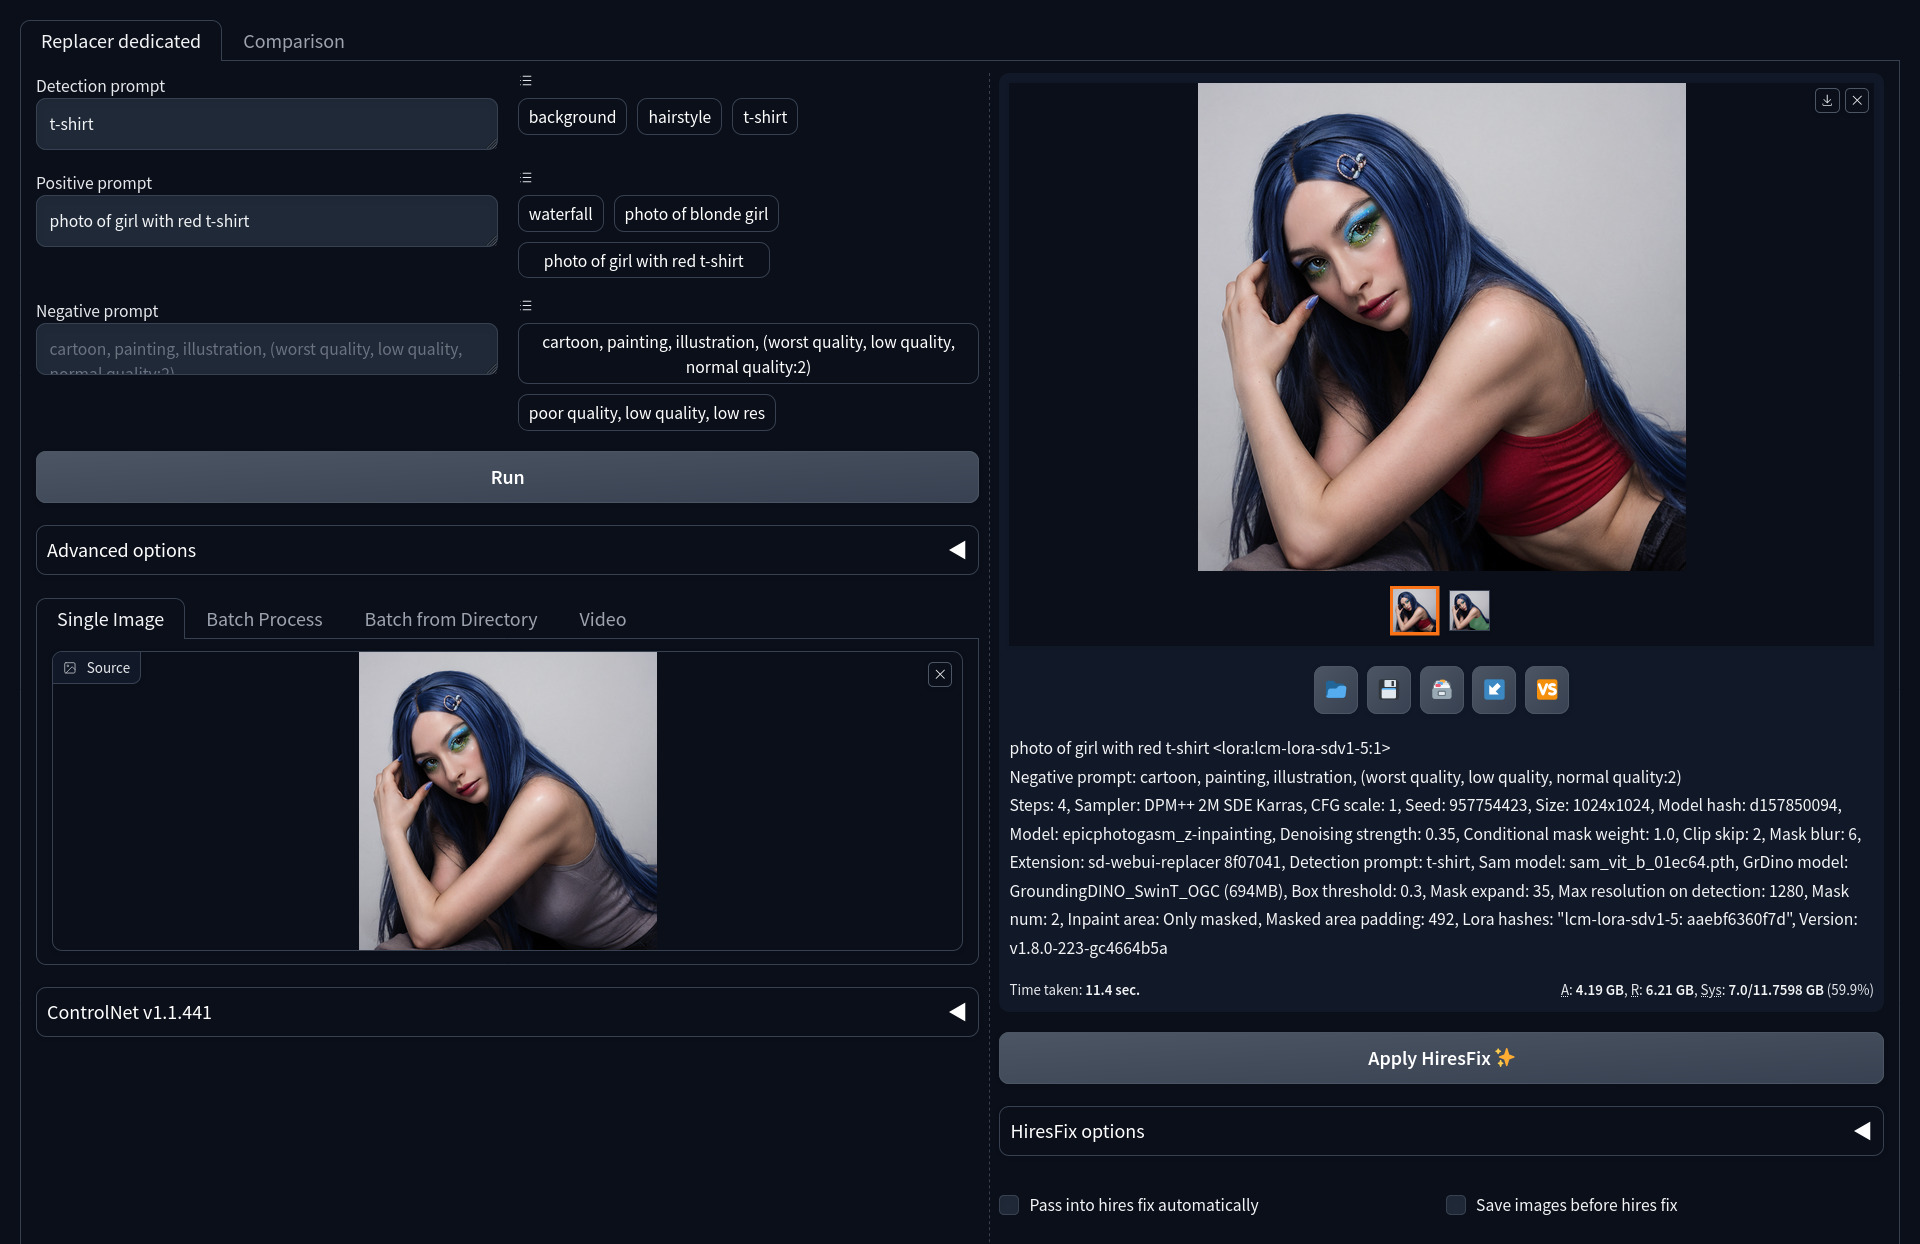 Replacer dedicated
Comparison
Detection prompt
t-shirt
background
hairstyle
t-shirt
Positive prompt
photo of girl with red t-shirt
waterfall
photo of blonde girl
photo of girl with red t-shirt
Negative prompt
cartoon, painting, illustration, (worst quality, low quality,
normal quality:2)
cartoon, painting, illustration, (worst quality, low quality,
normal quality:2)
poor quality, low quality, low res
Run
Advanced options
Single Image
Batch Process
Batch from Directory
Video
Source
ControlNet v1.1.441
VS
photo of girl with red t-shirt <lora:lcm-lora-sdv1-5:1>
Negative prompt: cartoon, painting, illustration, (worst quality, low quality, normal quality:2)
Steps: 4, Sampler: DPM++ 2M SDE Karras, CFG scale: 1, Seed: 957754423, Size: 1024x1024, Model hash: d157850094,
Model: epicphotogasm_z-inpainting, Denoising strength: 0.35, Conditional mask weight: 1.0, Clip skip: 2, Mask blur: 6,
Extension: sd-webui-replacer 8f07041, Detection prompt: t-shirt, Sam model: sam_vit_b_01ec64.pth, GrDino model:
GroundingDINO_SwinT_OGC (694MB), Box threshold: 0.3, Mask expand: 35, Max resolution on detection: 1280, Mask
num: 2, Inpaint area: Only masked, Masked area padding: 492, Lora hashes: "lcm-lora-sdv1-5: aaebf6360f7d", Version:
v1.8.0-223-gc4664b5a
Time taken: 11.4 sec.
A: 4.19 GB, R: 6.21 GB, Sys: 7.0/11.7598 GB (59.9%)
Apply HiresFix ✨
HiresFix options
Pass into hires fix automatically
Save images before hires fix